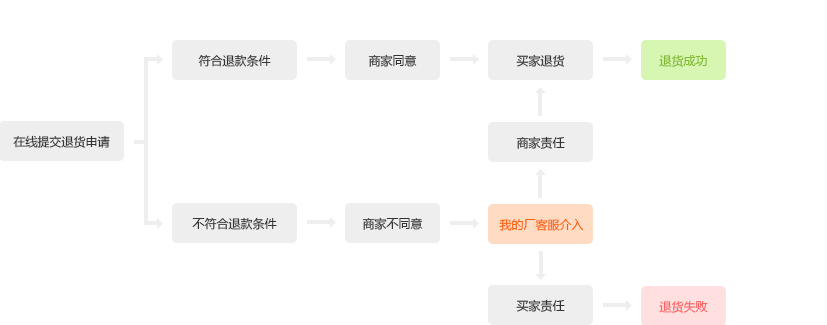 符合退款条件
商家同意
买家退货
退货成功
在线提交退货申请
商家责任
不符合退款条件
商家不同意
我的厂客服介入
买家责任
退货失败